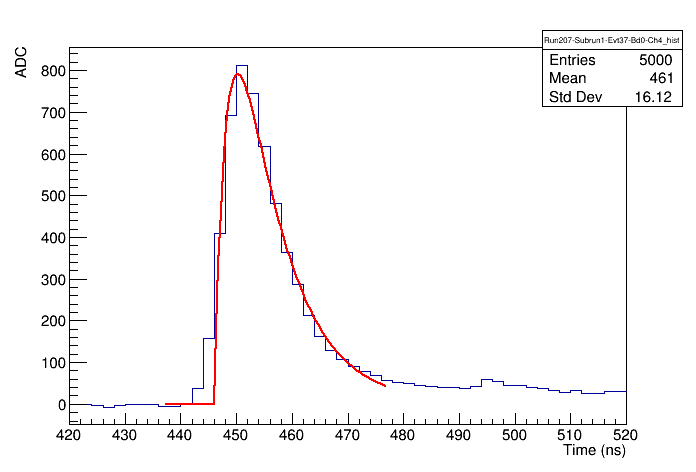 Run207-Subrun1-Evt37-Bd0-Ch4_hist
Entries 5000
Mean 461
Std Dev 16.12
ADC
800
700
600
500
400
300
200
100
0
420 430 440 450 460 470 480 490 500 510 520
Time (ns)